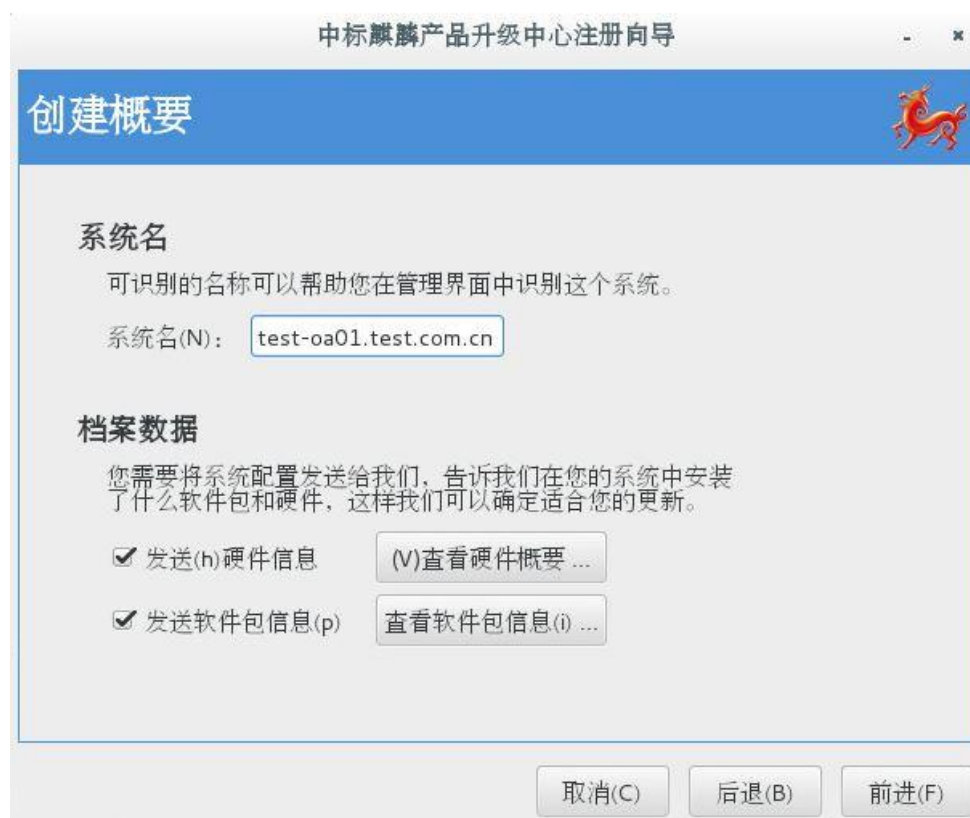 中标麒麟产品升级中心注册向导
创建概要
系统名
可识别的名称可以帮助您在管理界面中识别这个系统。
系统名(N)： test-oa01.test.com.cn
档案数据
您需要将系统配置发送给我们，告诉我们在您的系统中安装
了什么软件包和硬件，这样我们可以确定适合您的更新。
发送(h)硬件信息 (V)查看硬件概要 ...
发送软件包信息(p) 查看软件包信息(i) ...
取消(C) 后退(B) 前进(F)